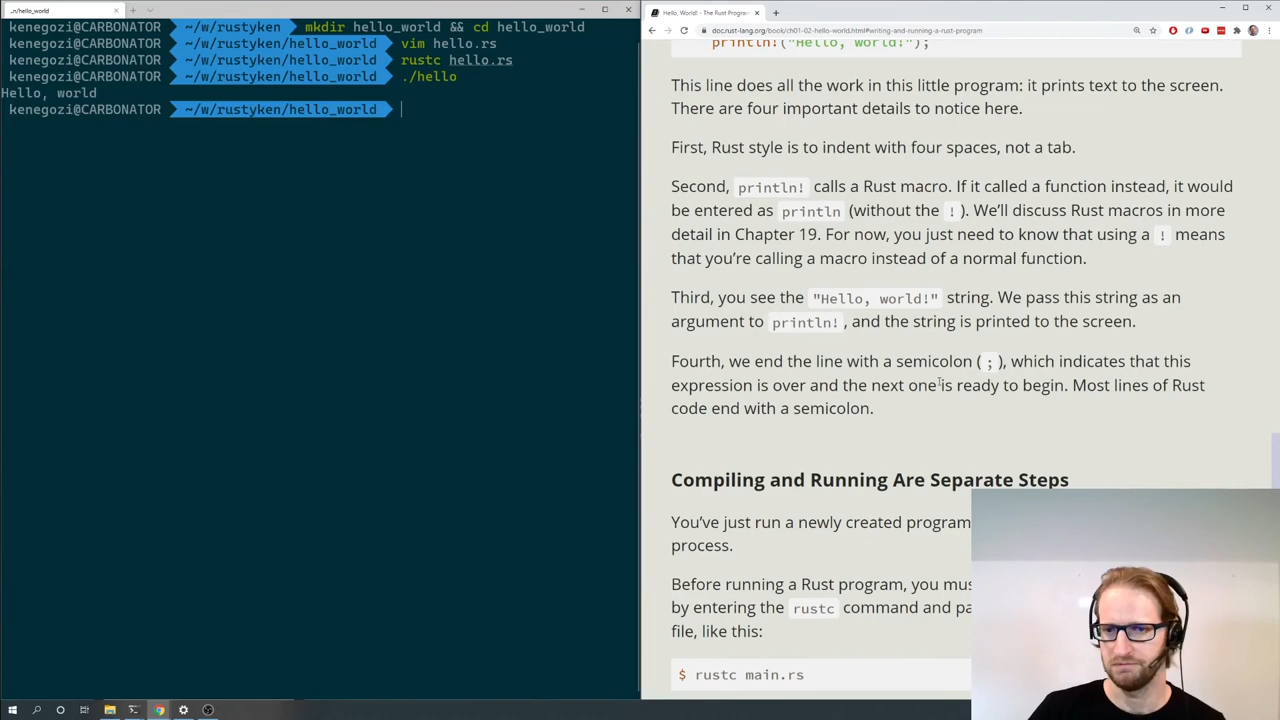 ../r/hello_world
kenegozi@CARBONATOR ~/w/rustyken mkdir hello_world && cd hello_world
kenegozi@CARBONATOR ~/w/rustyken/hello_world vim hello.rs
kenegozi@CARBONATOR ~/w/rustyken/hello_world rustc hello.rs
kenegozi@CARBONATOR ~/w/rustyken/hello_world ./hello
Hello, world
kenegozi@CARBONATOR ~/w/rustyken/hello_world
Hello, World! - The Rust Program
doc.rust-lang.org/book/ch01-02-hello-world.html#writing-and-running-a-rust-program
println!("Hello, world!");
This line does all the work in this little program: it prints text to the screen.
There are four important details to notice here.
First, Rust style is to indent with four spaces, not a tab.
Second, println! calls a Rust macro. If it called a function instead, it would
be entered as println (without the !). We'll discuss Rust macros in more
detail in Chapter 19. For now, you just need to know that using a ! means
that you're calling a macro instead of a normal function.
Third, you see the "Hello, world!" string. We pass this string as an
argument to println!, and the string is printed to the screen.
Fourth, we end the line with a semicolon (;), which indicates that this
expression is over and the next one is ready to begin. Most lines of Rust
code end with a semicolon.
Compiling and Running Are Separate Steps
You've just run a newly created program
process.
Before running a Rust program, you mus
by entering the rustc command and pa
file, like this:
$ rustc main.rs